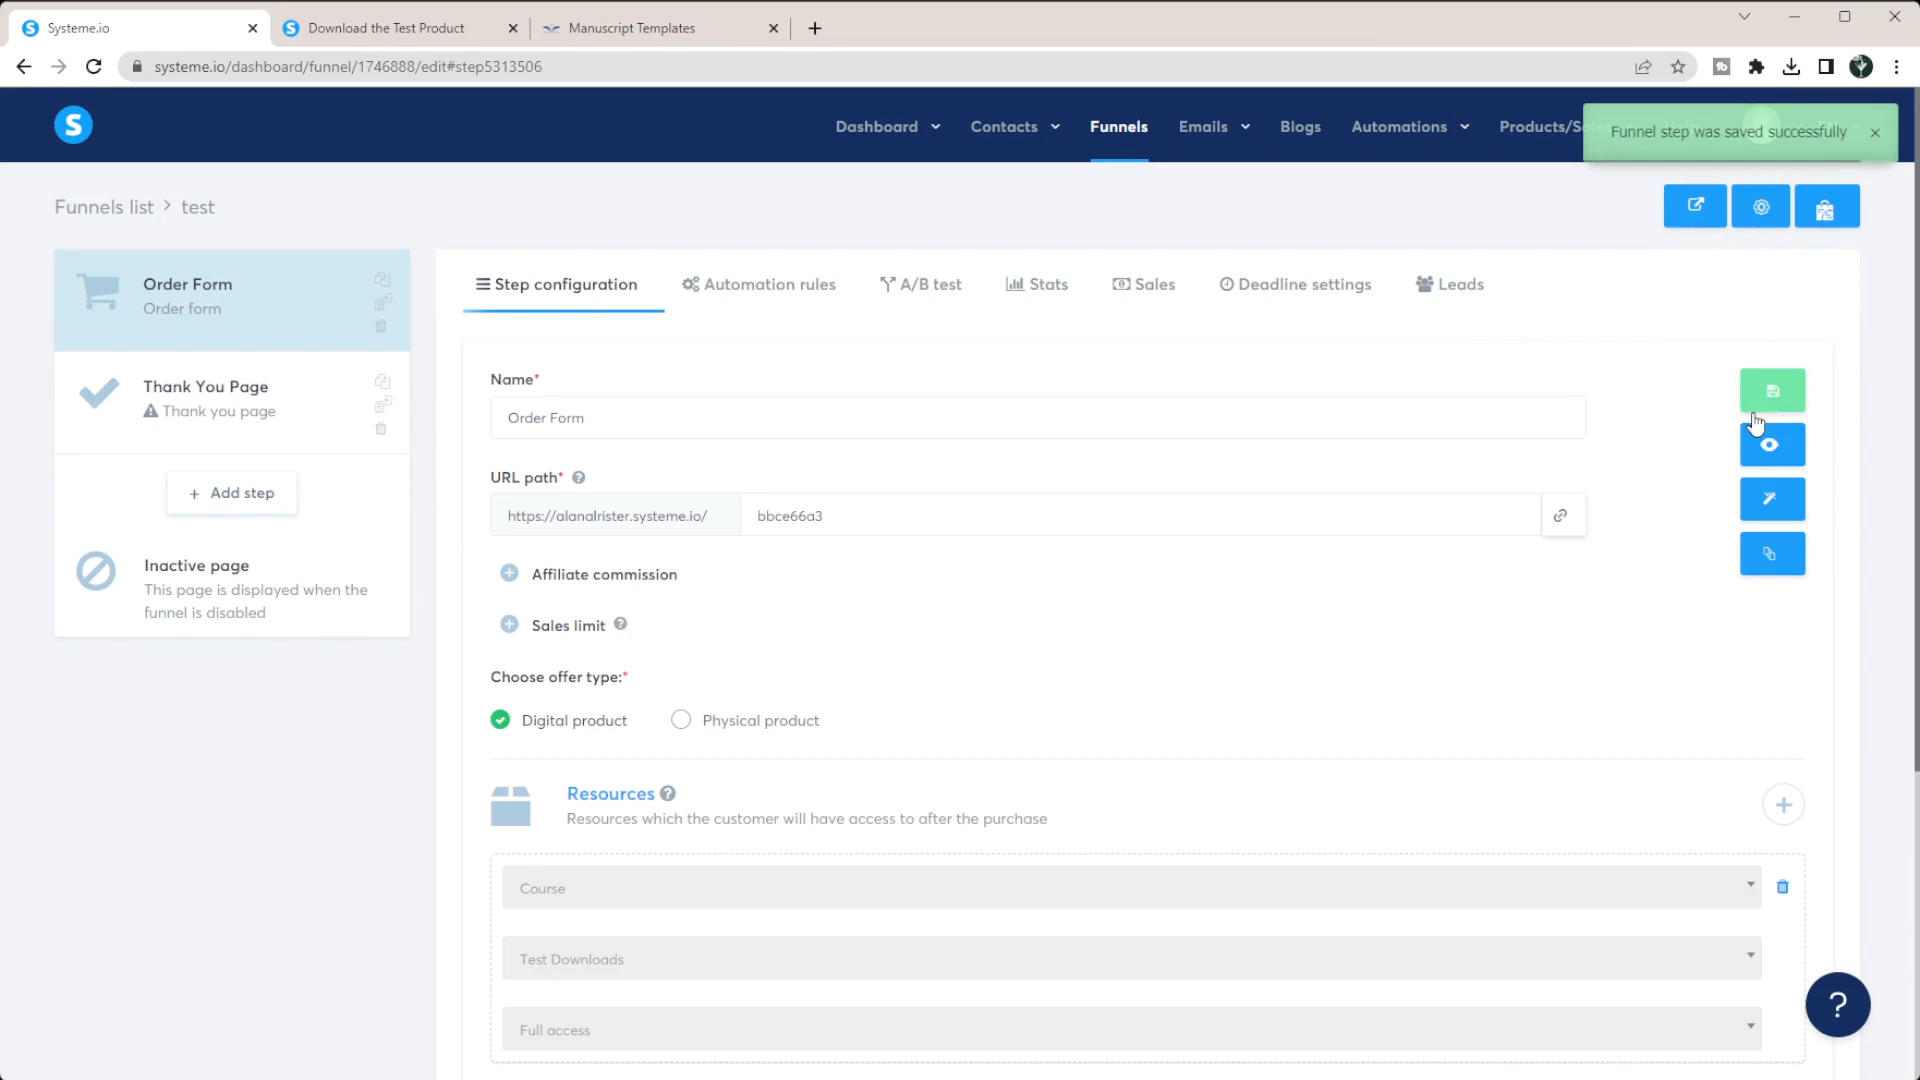 Systeme.io
Download the Test Product
Manuscript Templates
systeme.io/dashboard/funnel/1746888/edit#step5313506
S
Dashboard
Contacts
Funnels
Emails
Blogs
Automations
Products/Sales
Funnel step was saved successfully
Funnels list > test
Order Form
Order form
Thank You Page
Thank you page
+ Add step
Inactive page
This page is displayed when the
funnel is disabled
Step configuration
Automation rules
A/B test
Stats
Sales
Deadline settings
Leads
Name*
Order Form
URL path* ?
https://alanalrister.systeme.io/
bbce66a3
Affiliate commission
Sales limit ?
Choose offer type:*
Digital product
Physical product
Resources ?
Resources which the customer will have access to after the purchase
Course
Test Downloads
Full access
?